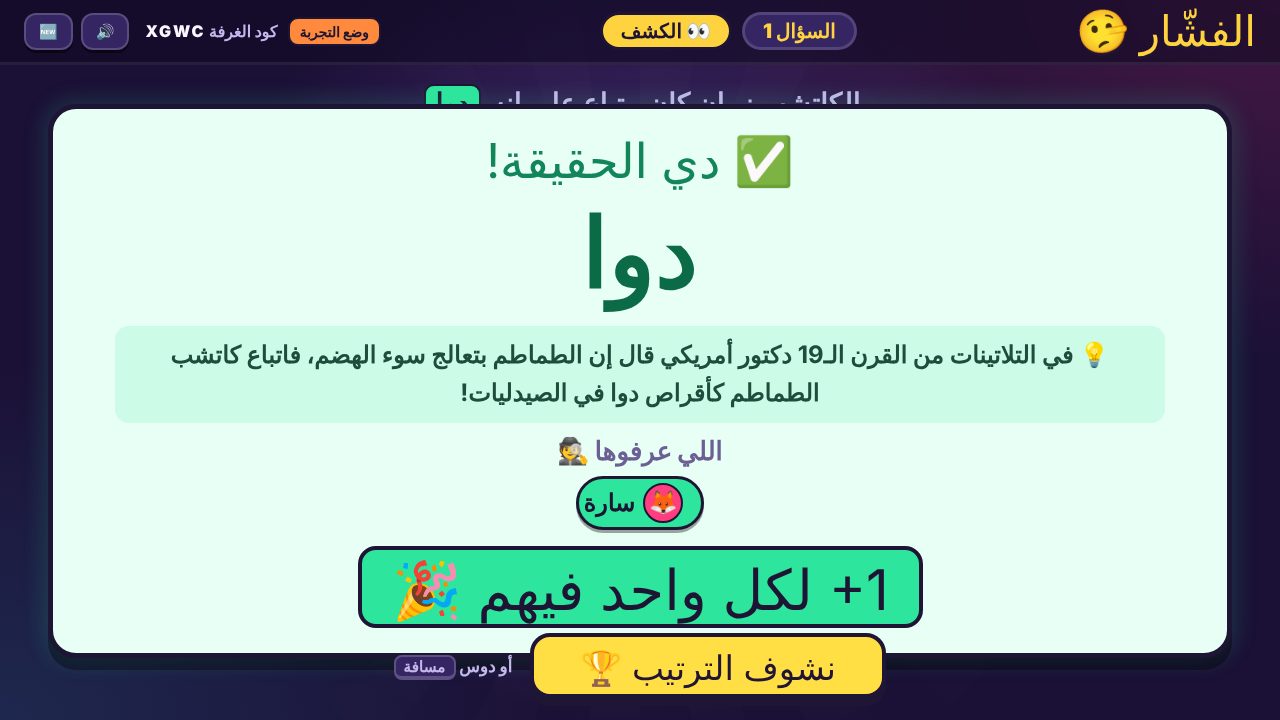 الفشّار
السؤال 1
الكشف
وضع التجربة
كود الغرفة XGWC
دي الحقيقة!
دوا
في التلاتينات من القرن الـ19 دكتور أمريكي قال إن الطماطم بتعالج سوء الهضم، فاتباع كاتشب
الطماطم كأقراص دوا في الصيدليات!
اللي عرفوها
سارة
+1 لكل واحد فيهم
نشوف الترتيب
أو دوس مسافة